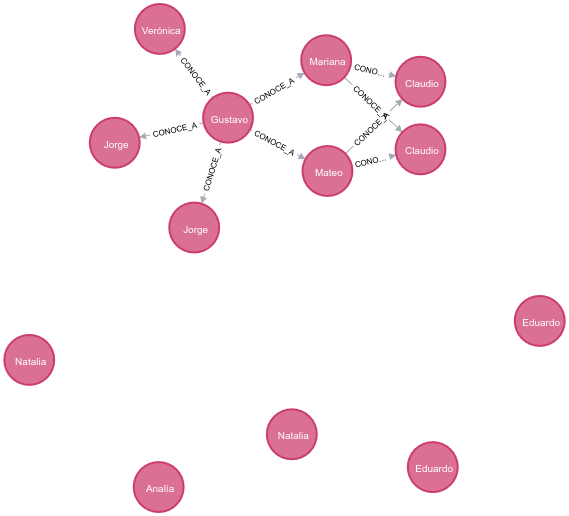 Verónica
CONOCE_A
Mariana
CONO...
Claudio
CONOCE_A
CONOCE_A
Gustavo
CONOCE_A
Jorge
CONOCE_A
CONOCE_A
Claudio
CONO...
Mateo
CONOCE_A
Jorge
Eduardo
Natalia
Natalia
Eduardo
Analía